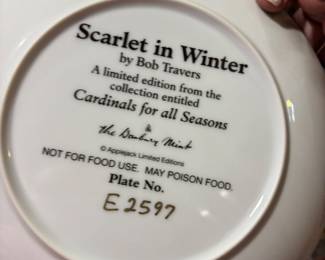 Scarlet in Winter
by Bob Travers
A limited edition from the
collection entitled
Cardinals for all Seasons
&
the Danbury Mint
© Applejack Limited Editions
NOT FOR FOOD USE. MAY POISON FOOD.
Plate No.
E2597